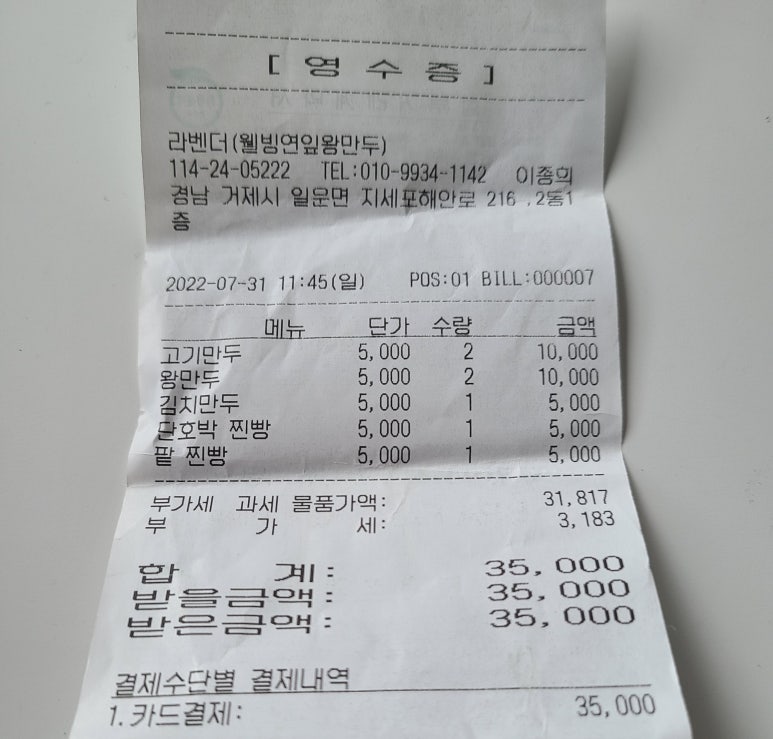 [ 영 수 증 ]
라벤더(웰빙연잎왕만두)
114-24-05222 TEL:010-9934-1142 이종희
경남 거제시 일운면 지세포해안로 216 ,2동1
층
2022-07-31 11:45(일) POS:01 BILL:000007
메뉴 단가 수량 금액
고기만두 5,000 2 10,000
왕만두 5,000 2 10,000
김치만두 5,000 1 5,000
단호박 찐빵 5,000 1 5,000
팥 찐빵 5,000 1 5,000
부가세 과세 물품가액: 31,817
부 가 세: 3,183
합 계: 35,000
받을금액: 35,000
받은금액: 35,000
결제수단별 결제내역
1.카드결제: 35,000